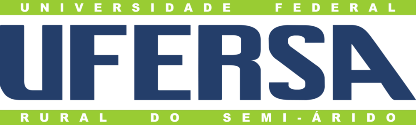 UNIVERSIDADE FEDERAL
UFERSA
RURAL DO SEMI-ÁRIDO